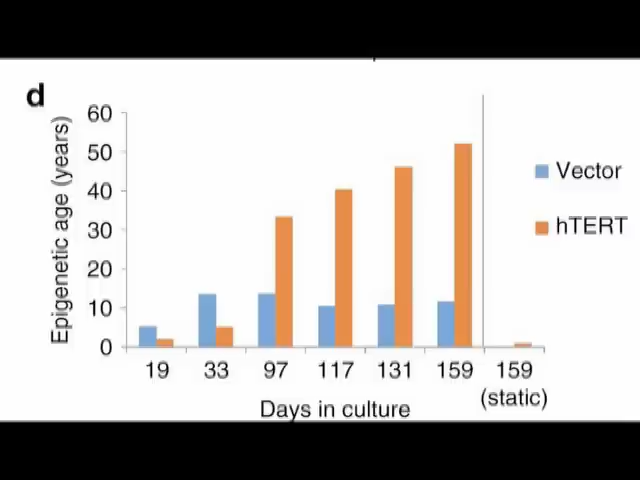 d
Epigenetic age (years)
60
50
40
30
20
10
0
19 33 97 117 131 159 159
(static)
Days in culture
Vector
hTERT